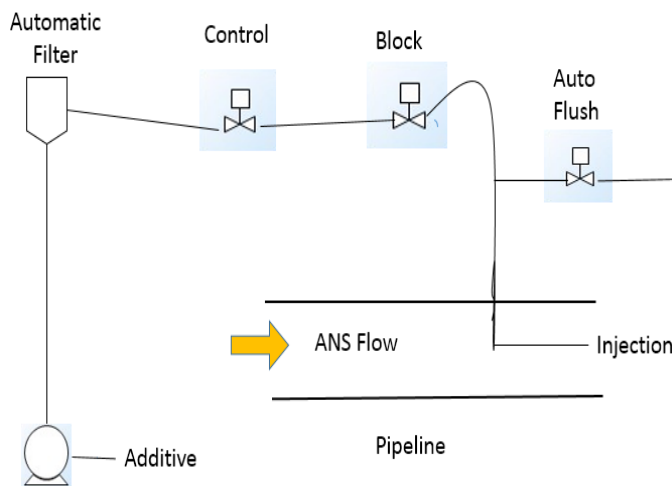 Automatic
Filter
Control
Block
Auto
Flush
ANS Flow
Injection
Additive
Pipeline